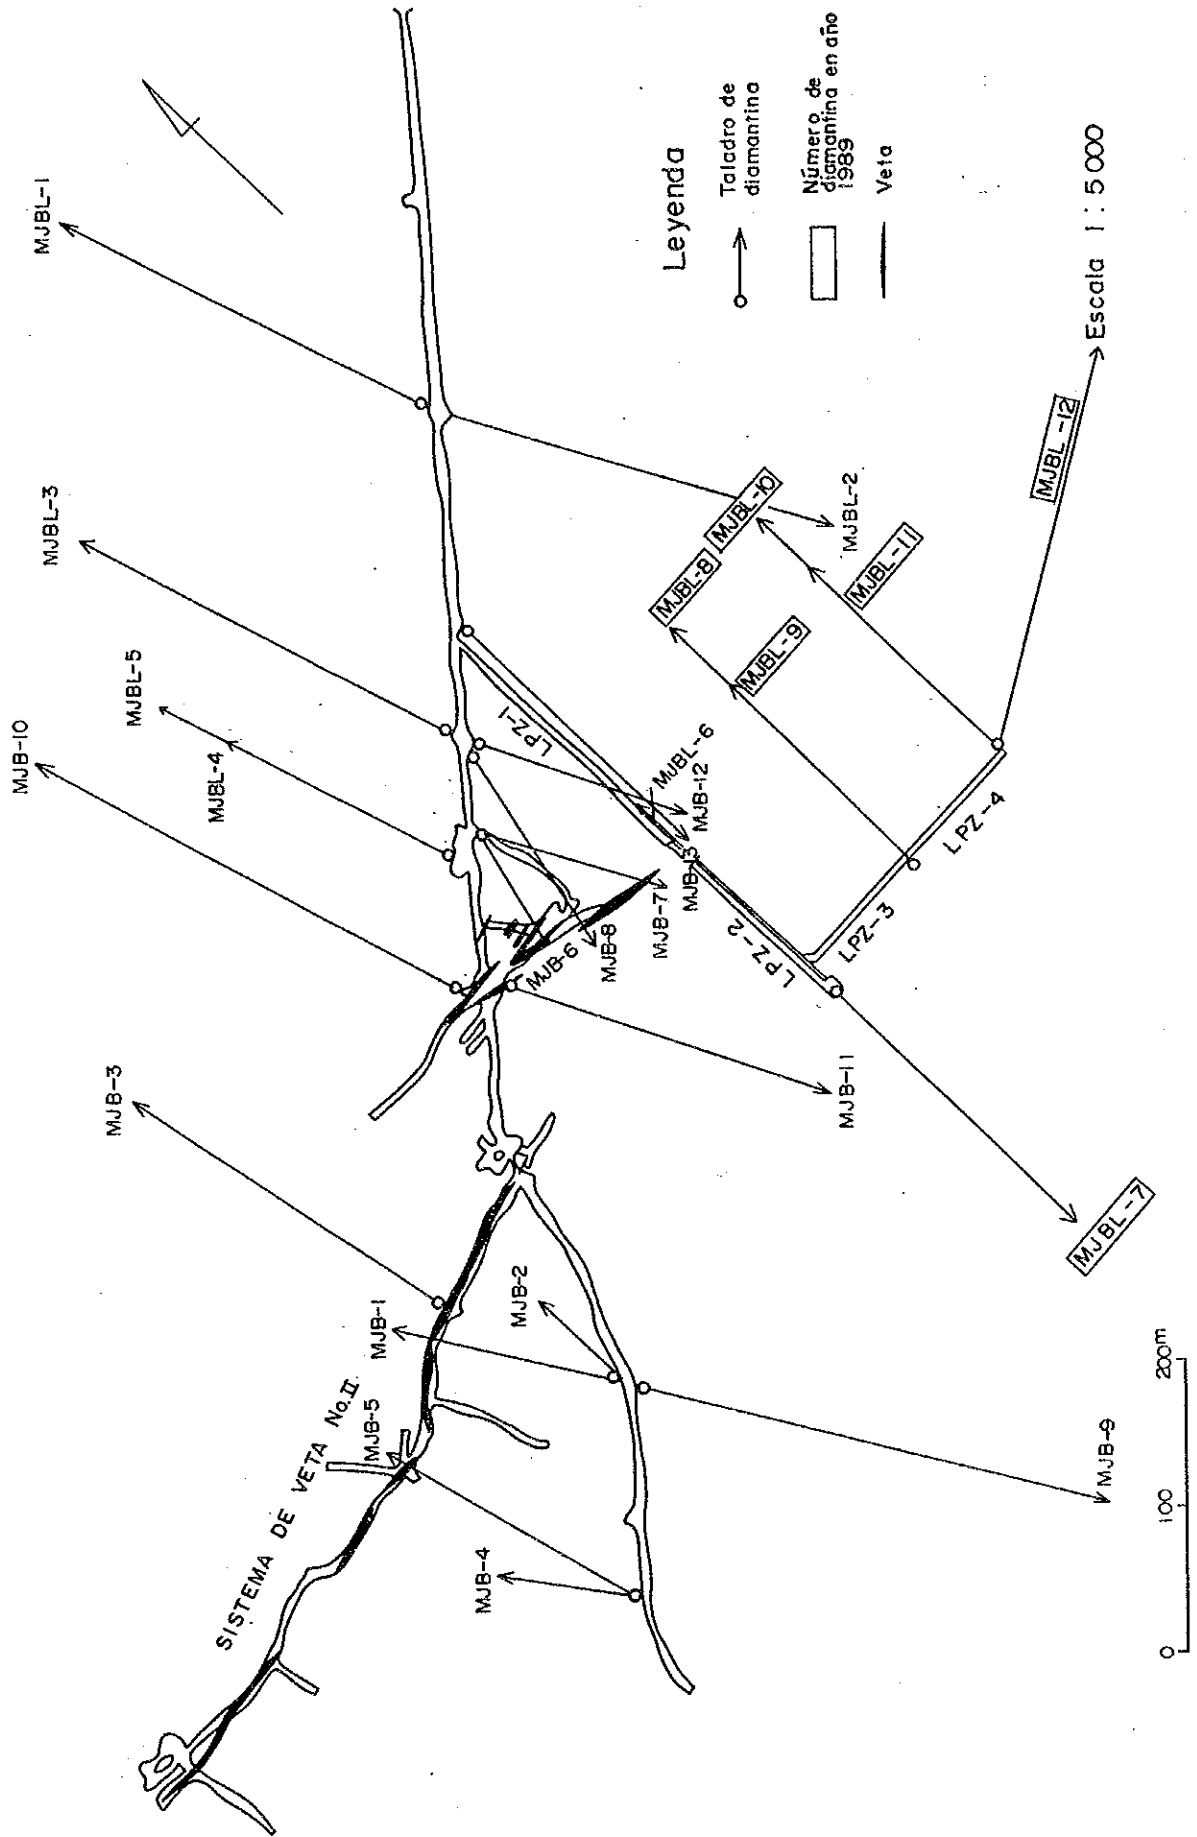 MJBL-1
MJBL-3
MJBL-5
MJBL-4
MJB-10
MJB-3
SISTEMA DE VETA No.II
MJB-5
MJB-1
MJB-2
MJB-4
MJB-9
MJB-6
MJB-8
MJB-7
MJB-13
MJB-12
MJBL-6
MJB-11
LPZ-1
LPZ-2
LPZ-3
LPZ-4
MJBL-7
MJBL-8
MJBL-9
MJBL-10
MJBL-11
MJBL-2
MJBL-12
Leyenda
Taladro de
diamantina
Número de
diamantina en año
1989
Veta
Escala 1:5000
0 100 200m